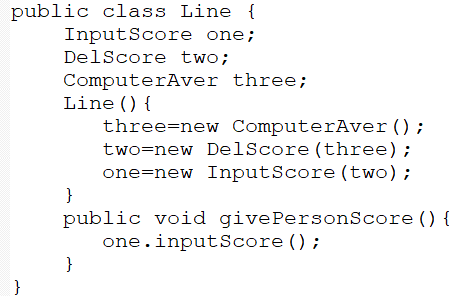 public class Line {
    InputScore one;
    DelScore two;
    ComputerAver three;
    Line(){
       three=new ComputerAver();
       two=new DelScore(three);
       one=new InputScore(two);
    }
    public void givePersonScore(){
       one.inputScore();
    }
}